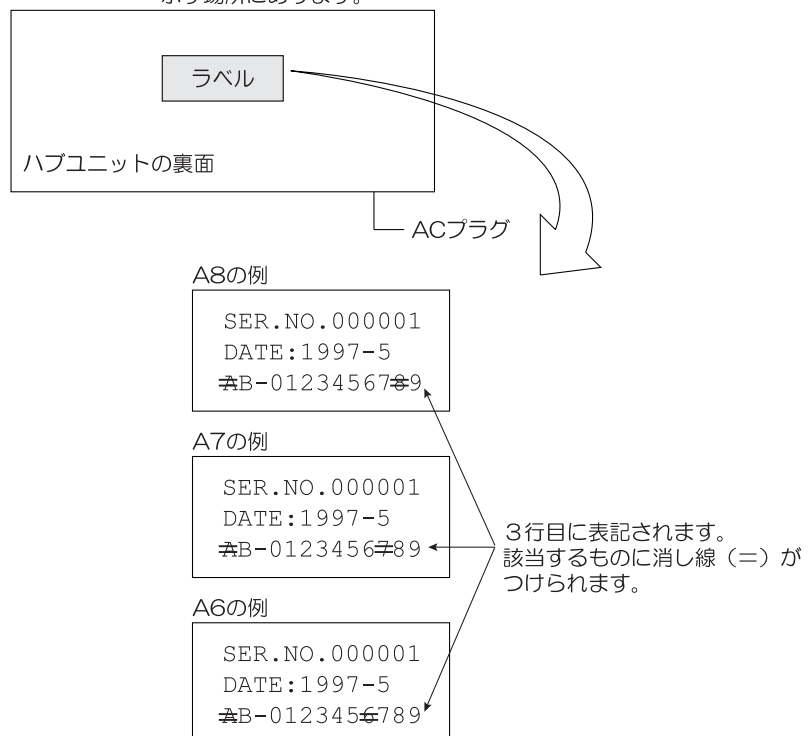 ラベル
ハブユニットの裏面
ACプラグ
A8の例
SER.NO.000001
DATE:1997-5
AB-0123456789
A7の例
SER.NO.000001
DATE:1997-5
AB-0123456789
3行目に表記されます。
該当するものに消し線(=)が
つけられます。
A6の例
SER.NO.000001
DATE:1997-5
AB-0123456789